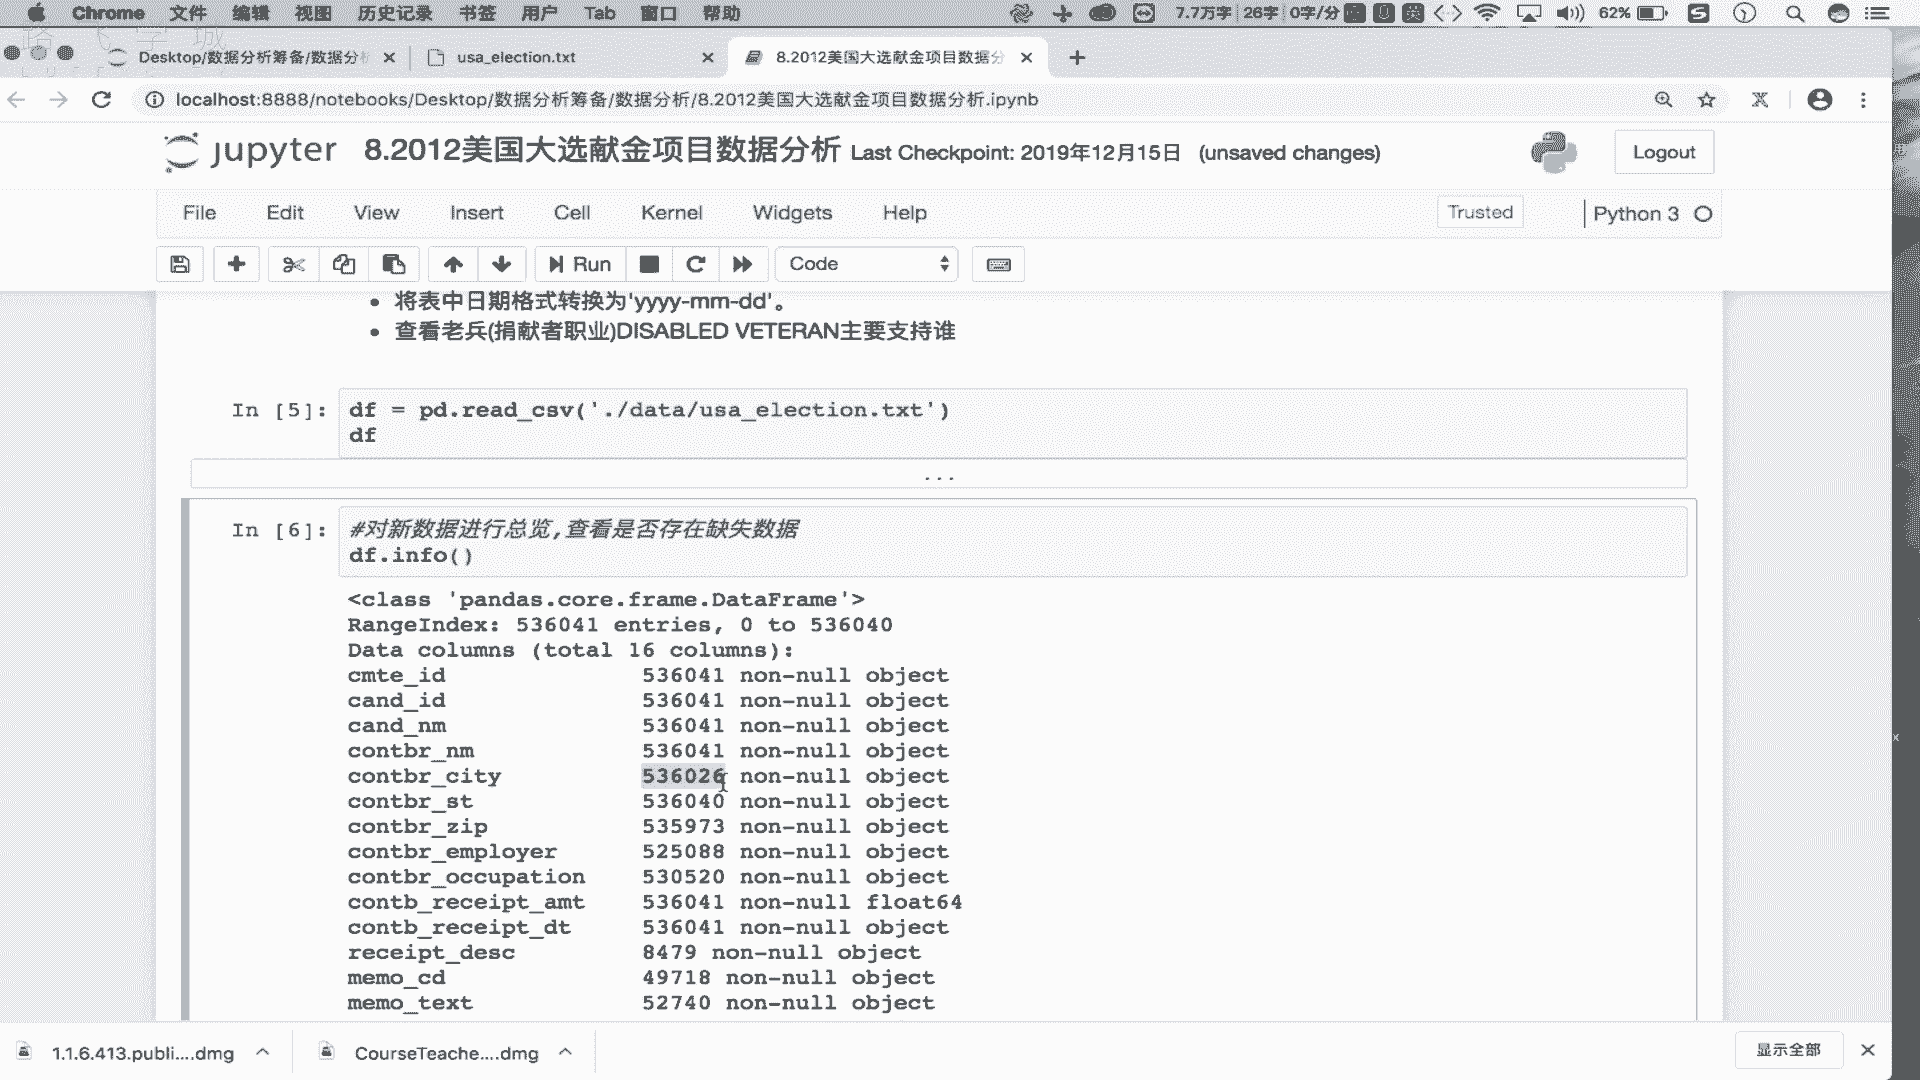 Chrome 文件 编辑 视图 历史记录 书签 用户 Tab 窗口 帮助 7.7万字 26字 0字/分 62%
Desktop/数据分析筹备/数据分 usa_election.txt 8.2012美国大选献金项目数据分
localhost:8888/notebooks/Desktop/数据分析筹备/数据分析/8.2012美国大选献金项目数据分析.ipynb
jupyter 8.2012美国大选献金项目数据分析 Last Checkpoint: 2019年12月15日 (unsaved changes) Logout
File Edit View Insert Cell Kernel Widgets Help Trusted Python 3
Run Code
• 将表中日期格式转换为'yyyy-mm-dd'。
• 查看老兵(捐献者职业)DISABLED VETERAN主要支持谁
In [5]: df = pd.read_csv('./data/usa_election.txt')
df
...
In [6]: #对新数据进行总览,查看是否存在缺失数据
df.info()
<class 'pandas.core.frame.DataFrame'>
RangeIndex: 536041 entries, 0 to 536040
Data columns (total 16 columns):
cmte_id 536041 non-null object
cand_id 536041 non-null object
cand_nm 536041 non-null object
contbr_nm 536041 non-null object
contbr_city 536026 non-null object
contbr_st 536040 non-null object
contbr_zip 535973 non-null object
contbr_employer 525088 non-null object
contbr_occupation 530520 non-null object
contb_receipt_amt 536041 non-null float64
contb_receipt_dt 536041 non-null object
receipt_desc 8479 non-null object
memo_cd 49718 non-null object
memo_text 52740 non-null object
1.1.6.413.publi....dmg CourseTeache....dmg 显示全部